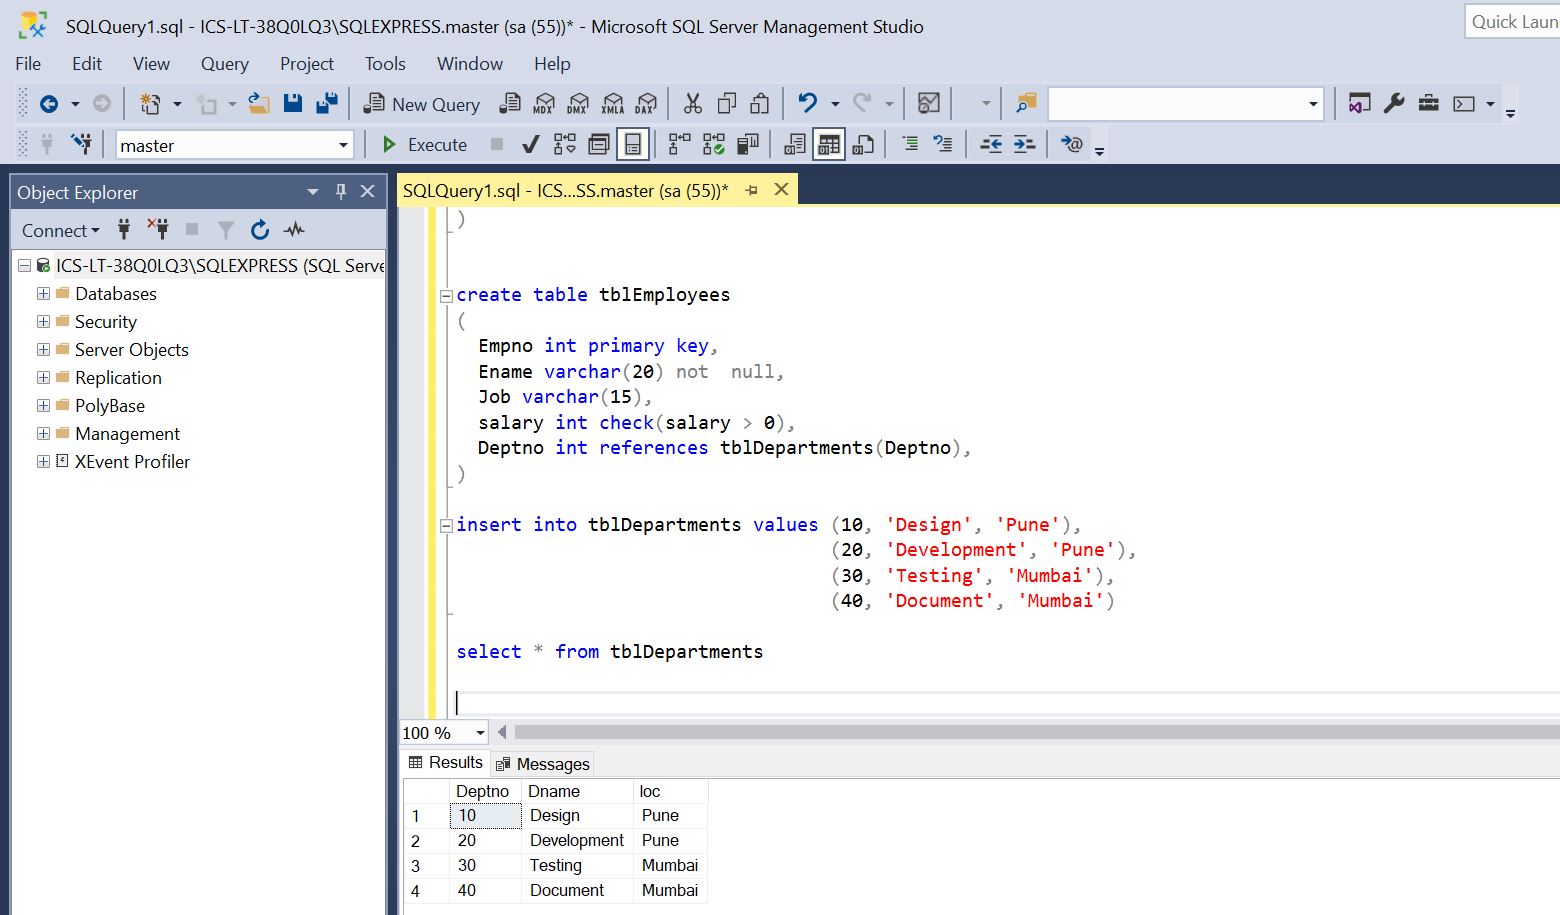 SQLQuery1.sql - ICS-LT-38Q0LQ3\SQLEXPRESS.master (sa (55))* - Microsoft SQL Server Management Studio
Quick Laun
File Edit View Query Project Tools Window Help
New Query MDX DMX XMLA DAX
master Execute
Object Explorer
SQLQuery1.sql - ICS...SS.master (sa (55))*
Connect
ICS-LT-38Q0LQ3\SQLEXPRESS (SQL Serve
Databases
Security
Server Objects
Replication
PolyBase
Management
XEvent Profiler
)
create table tblEmployees
(
Empno int primary key,
Ename varchar(20) not  null,
Job varchar(15),
salary int check(salary > 0),
Deptno int references tblDepartments(Deptno),
)
insert into tblDepartments values (10, 'Design', 'Pune'),
(20, 'Development', 'Pune'),
(30, 'Testing', 'Mumbai'),
(40, 'Document', 'Mumbai')
select * from tblDepartments
100 %
Results Messages
Deptno Dname loc
1 10 Design Pune
2 20 Development Pune
3 30 Testing Mumbai
4 40 Document Mumbai